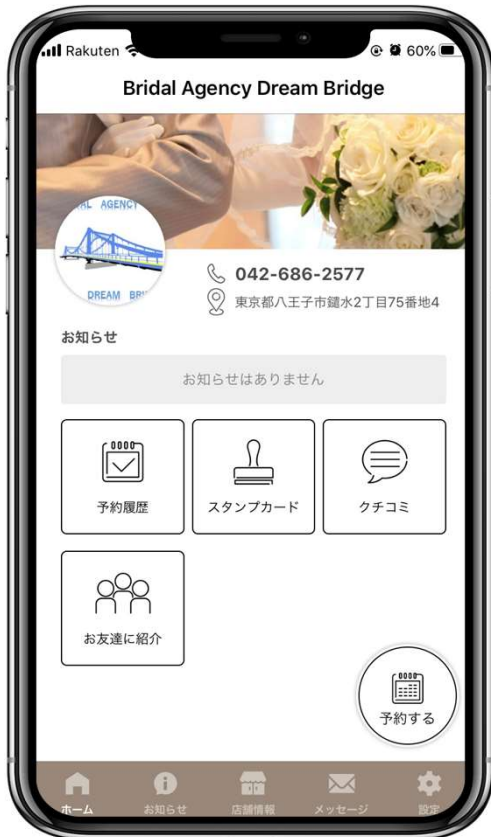 Rakuten
60%
Bridal Agency Dream Bridge
AGENCY
DREAM
042-686-2577
東京都八王子市鑓水2丁目75番地4
お知らせ
お知らせはありません
予約履歴
スタンプカード
クチコミ
お友達に紹介
予約する
ホーム
お知らせ
店舗情報
メッセージ
設定